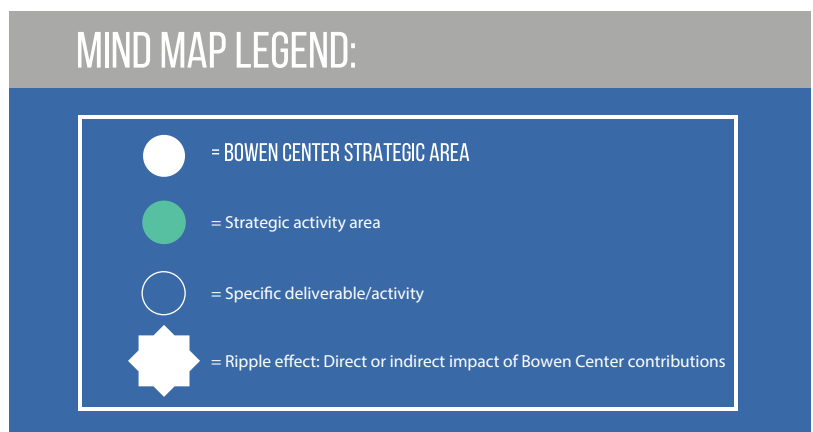 MIND MAP LEGEND:
= BOWEN CENTER STRATEGIC AREA
= Strategic activity area
= Specific deliverable/activity
= Ripple effect: Direct or indirect impact of Bowen Center contributions